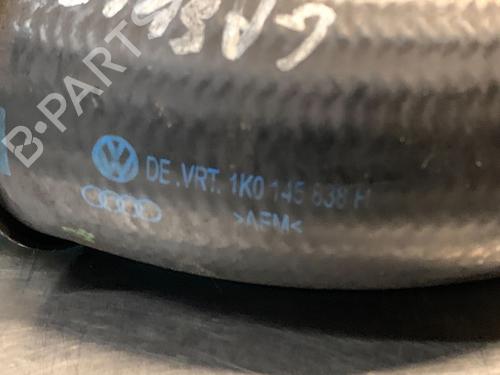 B-PARTS
DE.VRT. 1K0 145 838 H
>AEM<